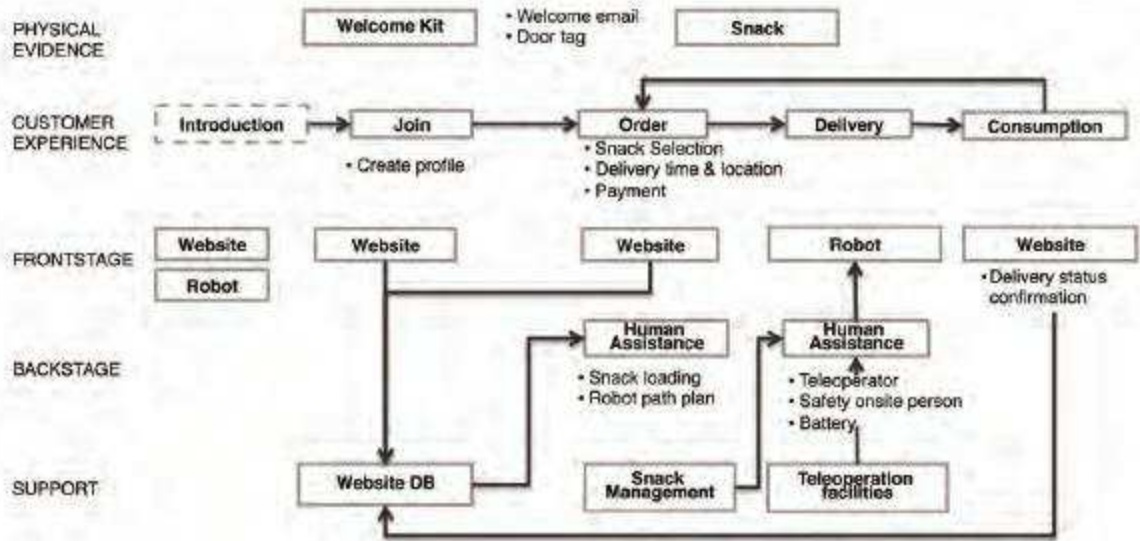 PHYSICAL
EVIDENCE
Welcome Kit
• Welcome email
• Door tag
Snack
CUSTOMER
EXPERIENCE
Introduction
Join
Order
Delivery
Consumption
• Create profile
• Snack Selection
• Delivery time & location
• Payment
FRONTSTAGE
Website
Robot
Website
Website
Robot
Website
• Delivery status
confirmation
BACKSTAGE
Human
Assistance
• Snack loading
• Robot path plan
Human
Assistance
• Teleoperator
• Safety onsite person
• Battery
SUPPORT
Website DB
Snack
Management
Teleoperation
facilities